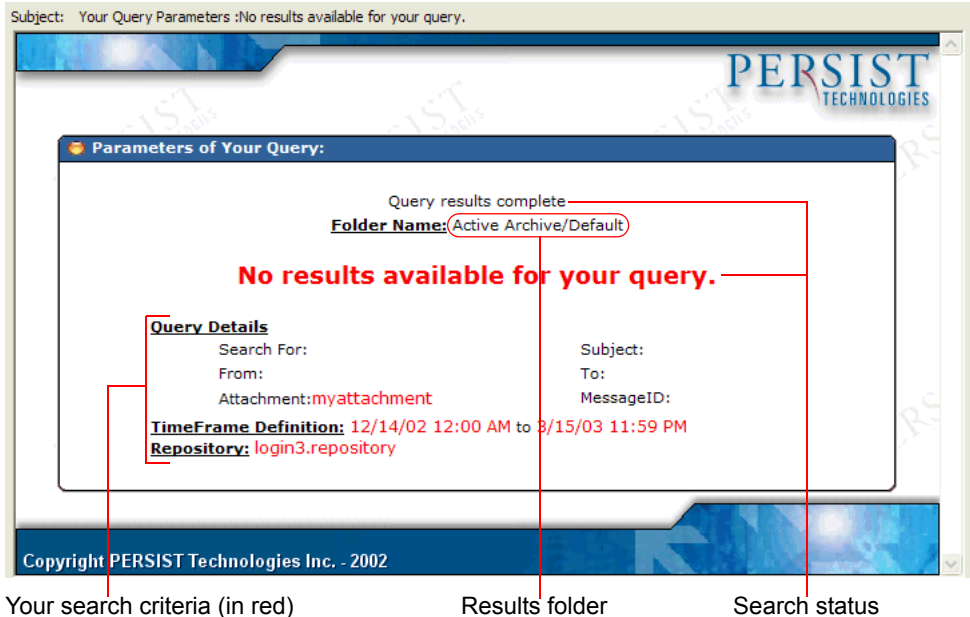 Subject: Your Query Parameters :No results available for your query.
PERSIST
TECHNOLOGIES
Parameters of Your Query:
Query results complete
Folder Name: Active Archive/Default
No results available for your query.
Query Details
Search For: Subject:
From: To:
Attachment:myattachment MessageID:
TimeFrame Definition: 12/14/02 12:00 AM to 3/15/03 11:59 PM
Repository: login3.repository
Copyright PERSIST Technologies Inc. - 2002
Your search criteria (in red) Results folder Search status